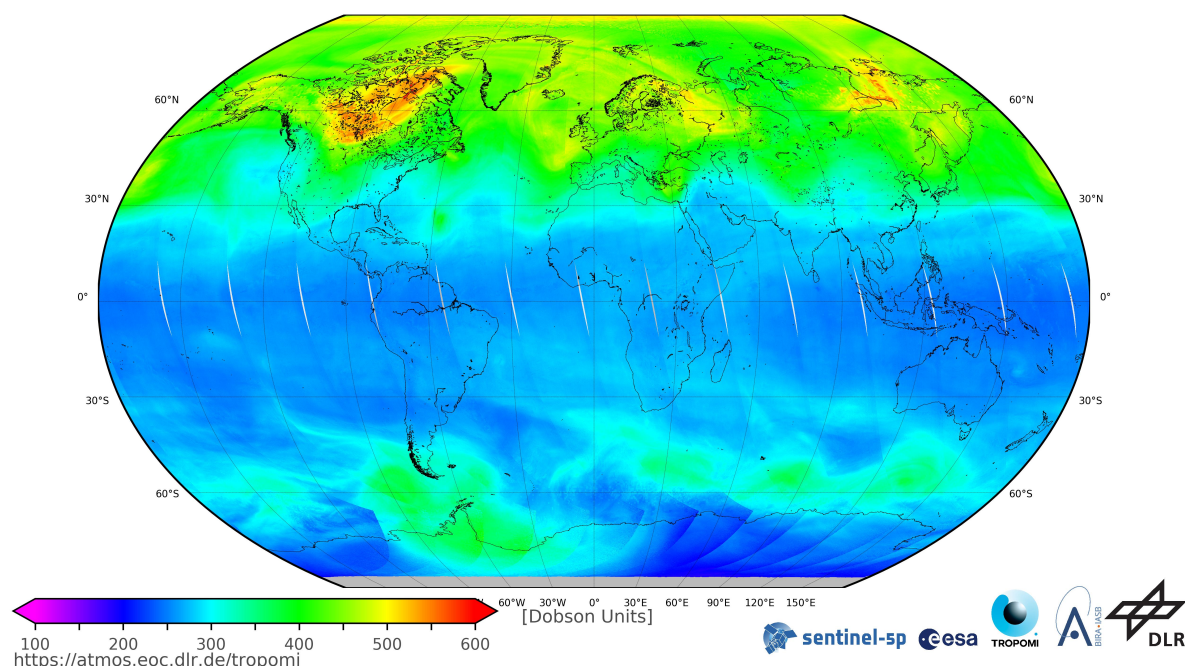 60°N
60°N
30°N
30°N
0°
0°
30°S
30°S
60°S
60°S
60°W 30°W 0° 30°E 60°E 90°E 120°E 150°E
[Dobson Units]
100 200 300 400 500 600
https://atmos.eoc.dlr.de/tropomi
sentinel-5p
esa
TROPOMI
BIRA-IASB
DLR